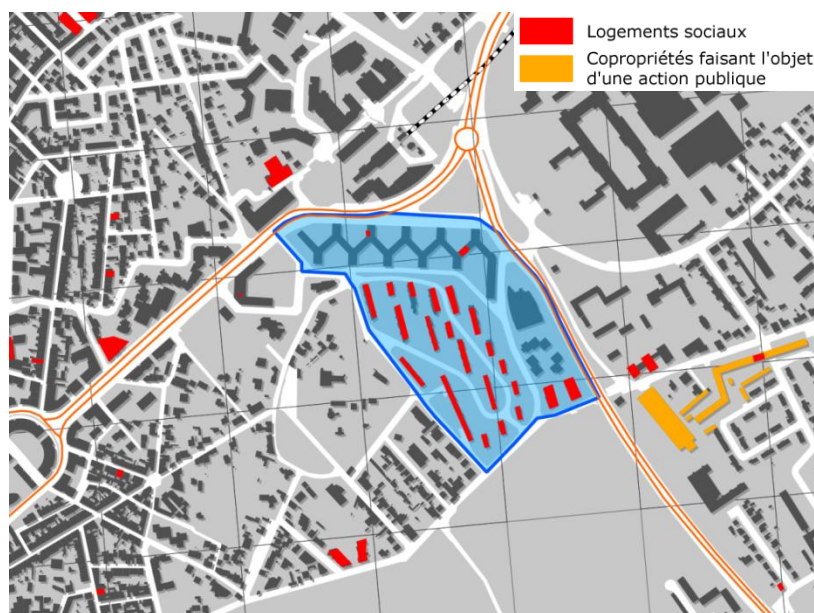 Logements sociaux
Copropriétés faisant l'objet
d'une action publique